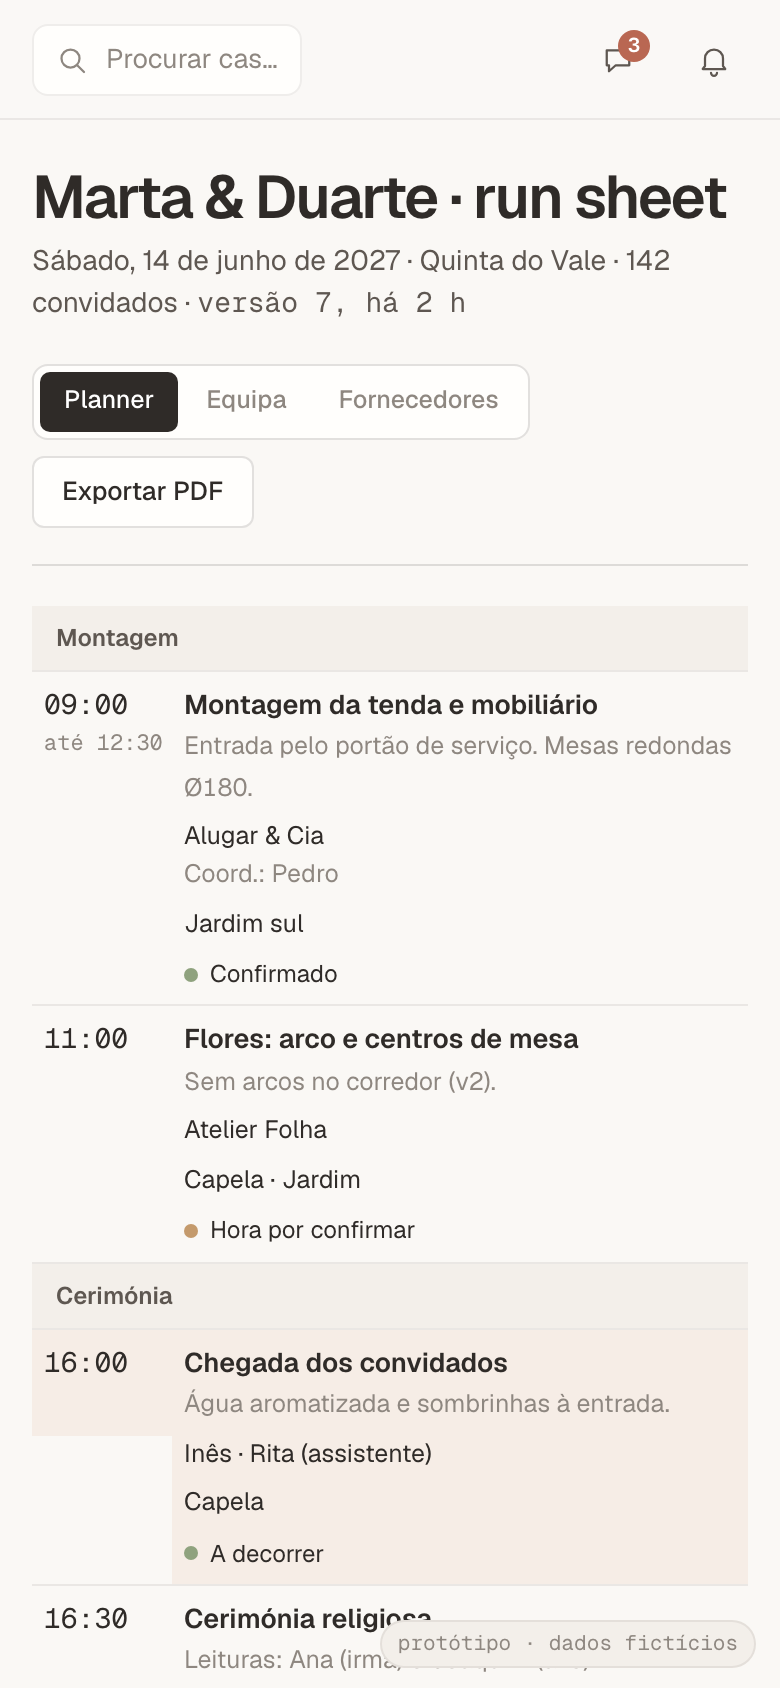 Procurar cas...
3
Marta & Duarte · run sheet
Sábado, 14 de junho de 2027 · Quinta do Vale · 142
convidados · versão 7, há 2 h
Planner Equipa Fornecedores
Exportar PDF
Montagem
09:00 Montagem da tenda e mobiliário
até 12:30 Entrada pelo portão de serviço. Mesas redondas
Ø180.
Alugar & Cia
Coord.: Pedro
Jardim sul
Confirmado
11:00 Flores: arco e centros de mesa
Sem arcos no corredor (v2).
Atelier Folha
Capela · Jardim
Hora por confirmar
Cerimónia
16:00 Chegada dos convidados
Água aromatizada e sombrinhas à entrada.
Inês · Rita (assistente)
Capela
A decorrer
16:30 Cerimónia religiosa
protótipo · dados fictícios
Leituras: Ana (irmã)